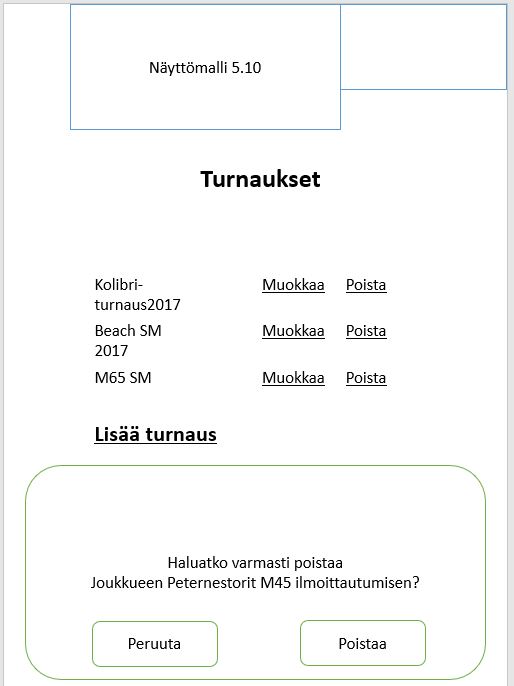 Näyttömalli 5.10
Turnaukset
Kolibri- Muokkaa Poista
turnaus2017
Beach SM Muokkaa Poista
2017
M65 SM Muokkaa Poista
Lisää turnaus
Haluatko varmasti poistaa
Joukkueen Peternestorit M45 ilmoittautumisen?
Peruuta Poistaa